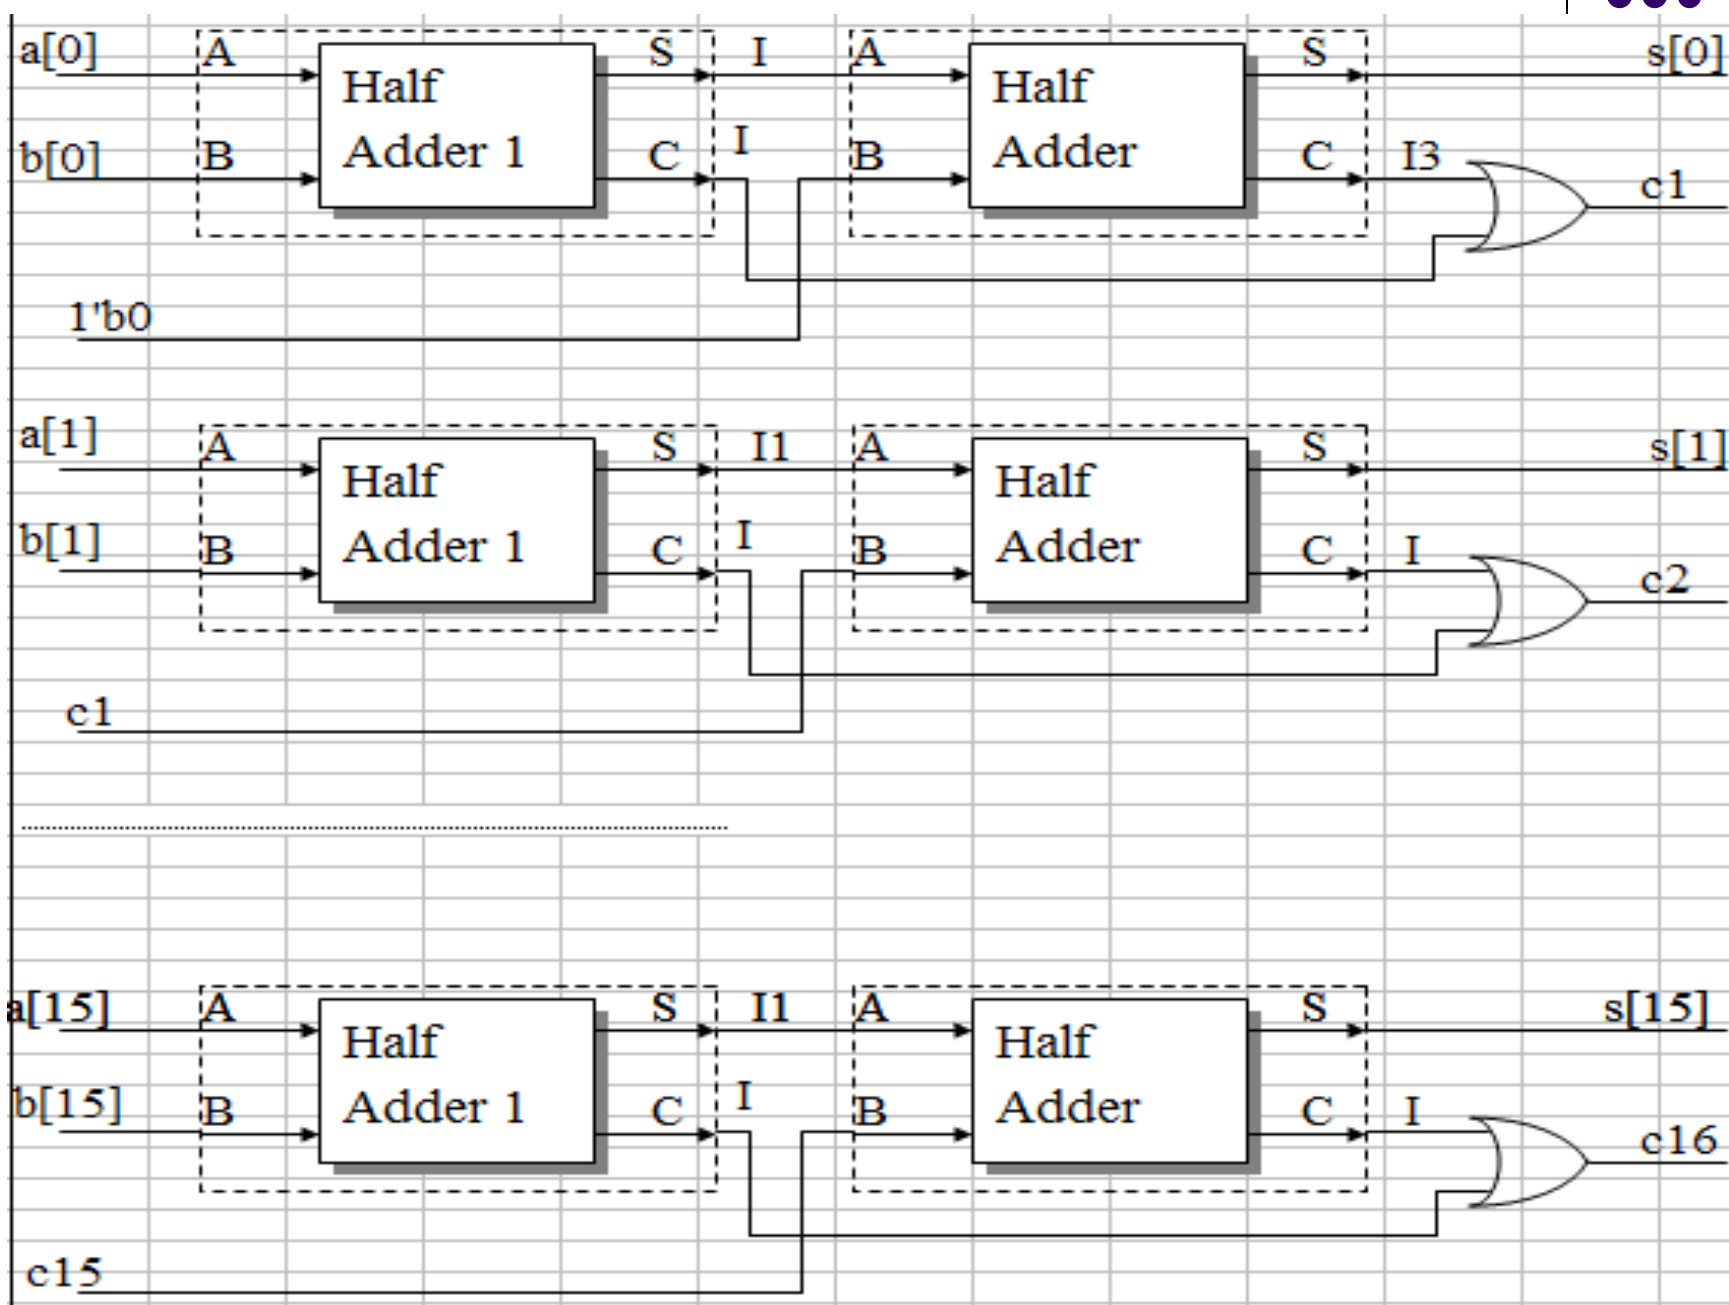 a[0] A S I A S s[0]
Half Half
Adder 1 Adder
b[0] B C I B C I3 c1
1'b0
a[1] A S I1 A S s[1]
Half Half
Adder 1 Adder
b[1] B C I B C I c2
c1
a[15] A S I1 A S s[15]
Half Half
Adder 1 Adder
b[15] B C I B C I c16
c15